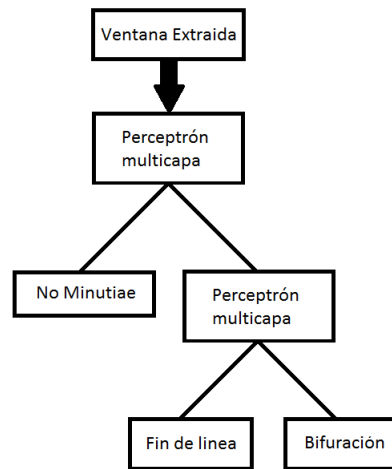 Ventana Extraida
Perceptrón
multicapa
No Minutiae
Perceptrón
multicapa
Fin de linea
Bifuración